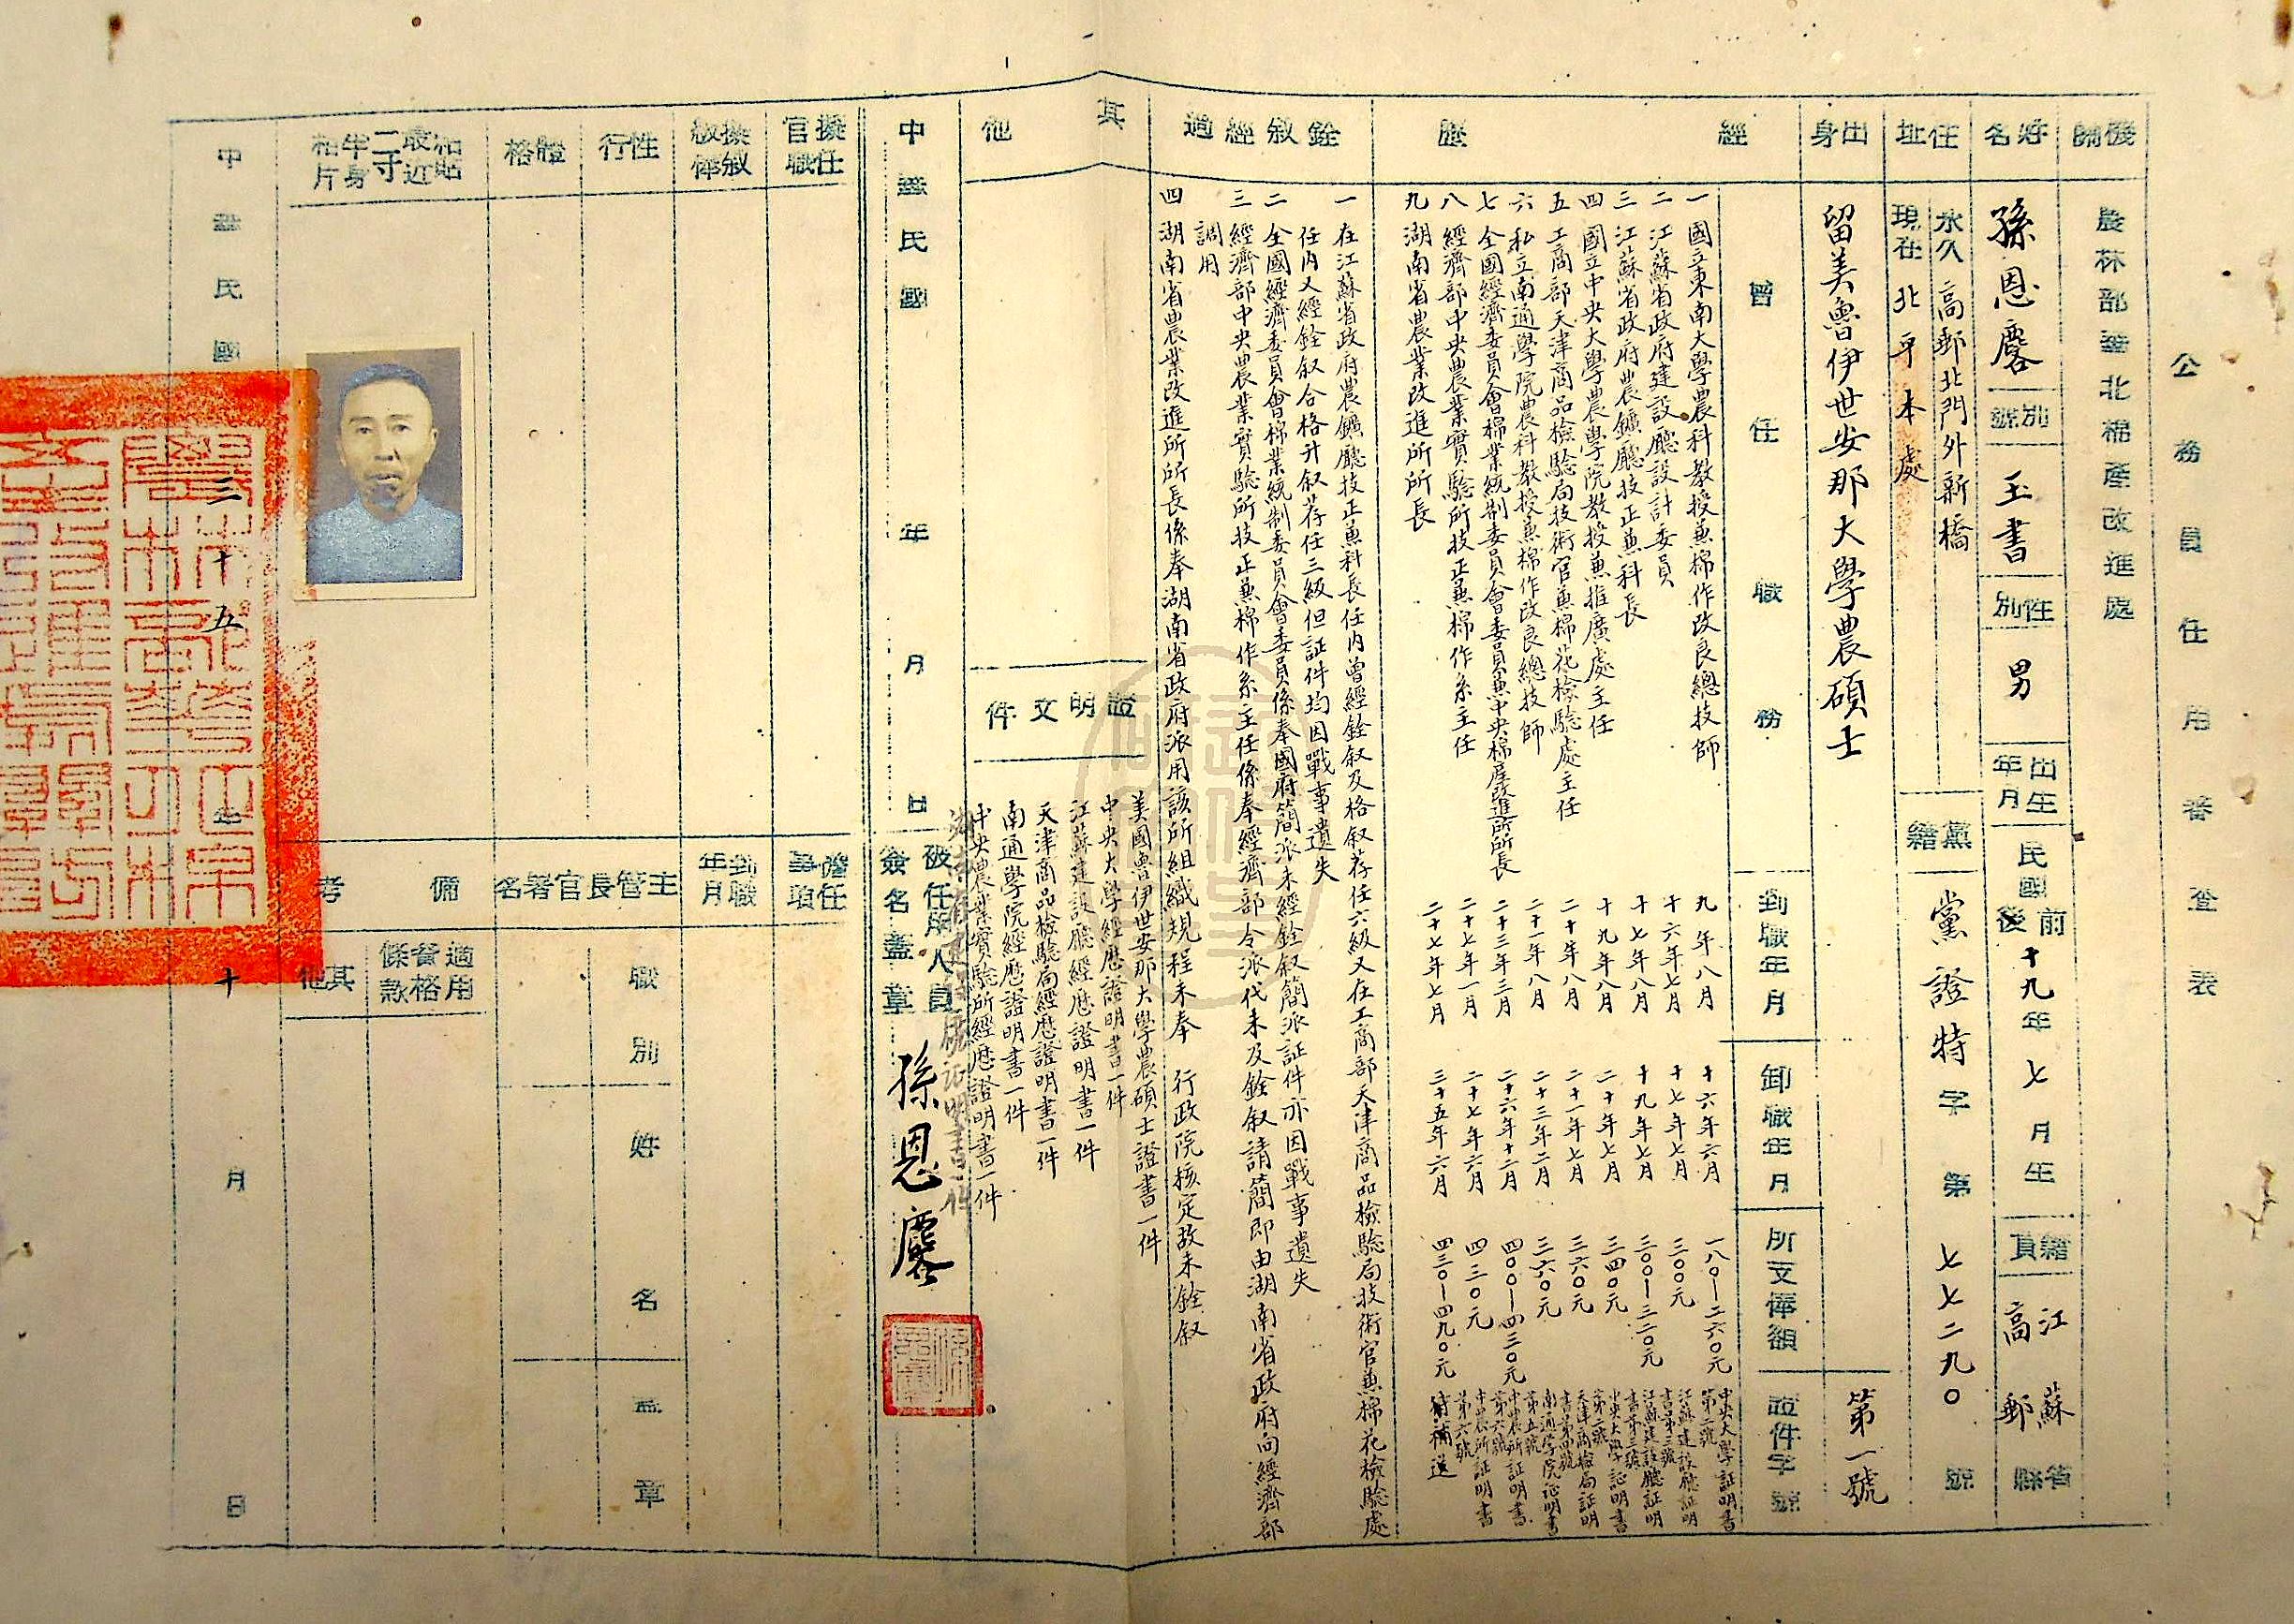 公務員任用審查表
機關
農林部華北棉產改進處
姓名
孫恩麐
別號
玉書
性別
男
出生年月
民國前後十九年七月生
籍貫
江蘇省
高郵縣
住址
永久 高郵北門外新橋
現在 北平本處
黨籍
黨證特字第七七二九〇號
出身
留美魯伊世安那大學農碩士
第一號
經歷
曾任職務
到職年月
卸職年月
所支俸額
證件字號
一 國立東南大學農科教授兼棉作改良總技師 九年八月 十六年六月 一八〇—二六〇元 中央大學証明書第二號
二 江蘇省政府建設廳設計委員 十六年七月 十七年七月 三〇〇元 江蘇建設廳証明書第三號
三 江蘇省政府農鑛廳技正兼科長 十七年八月 十九年七月 三〇〇—三二〇元 江蘇建設廳証明書第三號
四 國立中央大學農學院教授兼推廣處主任 十九年八月 二十年七月 三四〇元 中央大學証明書第二號
五 工商部天津商品檢驗局技術官兼棉花檢驗處主任 二十年八月 二十一年七月 三六〇元 天津商檢局証明書第四號
六 私立南通學院農科教授兼棉作改良總技師 二十一年八月 二十三年二月 三六〇元 南通學院証明書第五號
七 全國經濟委員會棉業統制委員會委員兼中央棉產改進所所長 二十三年三月 二十六年十二月 四〇〇—四三〇元 中農所証明書第六號
八 經濟部中央農業實驗所技正兼棉作系主任 二十七年一月 二十七年六月 四三〇元 中農所証明書第六號
九 湖南省農業改進所所長 二十七年七月 三十五年六月 四三〇—四九〇元 待補送
銓敘經過
一 在江蘇省政府農鑛廳技正兼科長任內曾經銓敘及格敘荐任六級又在工商部天津商品檢驗局技術官兼棉花檢驗處
任內又經銓敘合格升敘荐任三級但証件均因戰事遺失
二 全國經濟委員會棉業統制委員會委員係奉國府簡派未經銓敘簡派証件亦因戰事遺失
三 經濟部中央農業實驗所技正兼棉作系主任係奉經濟部令派代未及銓敘請簡即由湖南省政府向經濟部
調用
四 湖南省農業改進所所長係奉湖南省政府派用該所組織規程未奉 行政院核定故未銓敘
其他
證明文件
美國魯伊世安那大學農碩士證書一件
中央大學經歷證明書一件
江蘇建設廳經歷證明書一件
天津商品檢驗局經歷證明書一件
南通學院經歷證明書一件
中央農業實驗所經歷證明書一件
中華民國 年 月 日
被任用人員簽名蓋章
孫恩麐
擬任官職
擔任事項
擬敘級俸
到職年月
性行
體格
主管長官署名
職別
姓名
蓋章
粘貼最近二寸半身相片
備考
適用資格條款
其他
中華民國三十五年十月 日